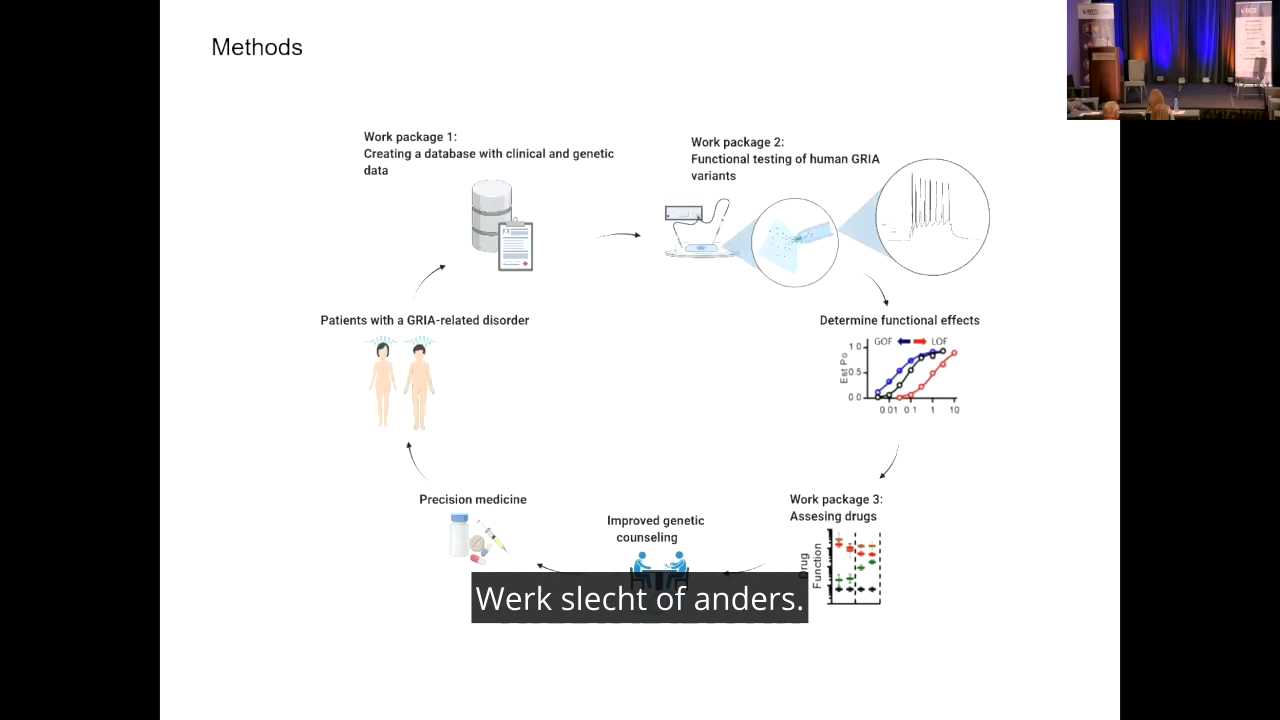 Methods
Work package 1:
Creating a database with clinical and genetic
data
Work package 2:
Functional testing of human GRIA
variants
Patients with a GRIA-related disorder
Determine functional effects
GOF LOF
Est Po
1 0
0.5
0.0
0 01 0.1 1 10
Precision medicine
Improved genetic
counseling
Work package 3:
Assesing drugs
Drug
Function
Werk slecht of anders.